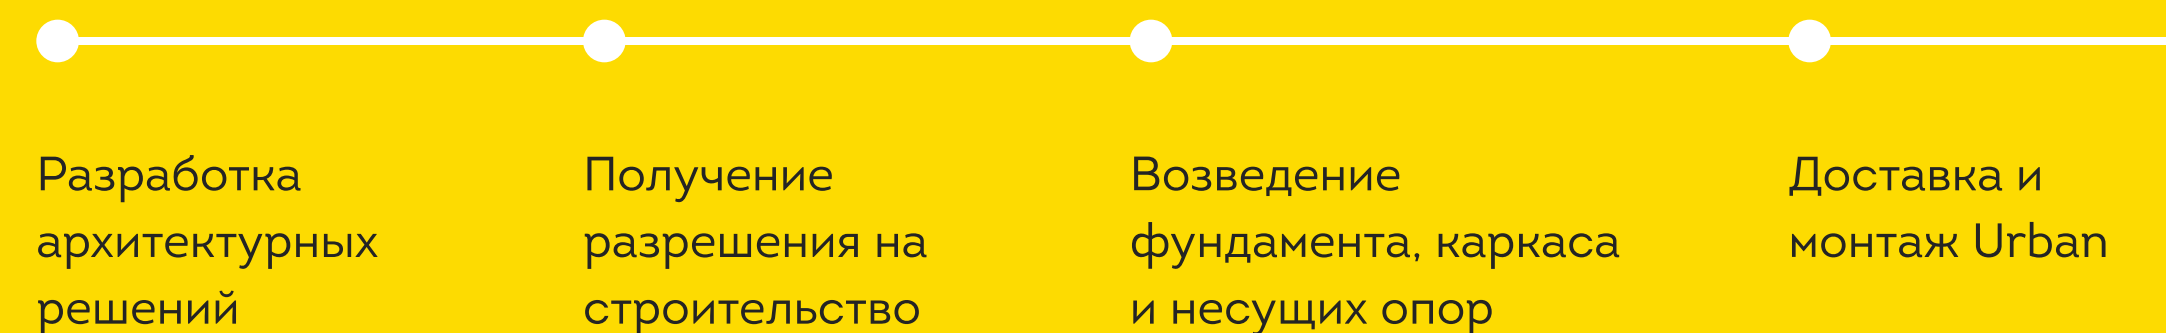 Разработка
архитектурных
решений
Получение
разрешения на
строительство
Возведение
фундамента, каркаса
и несущих опор
Доставка и
монтаж Urban